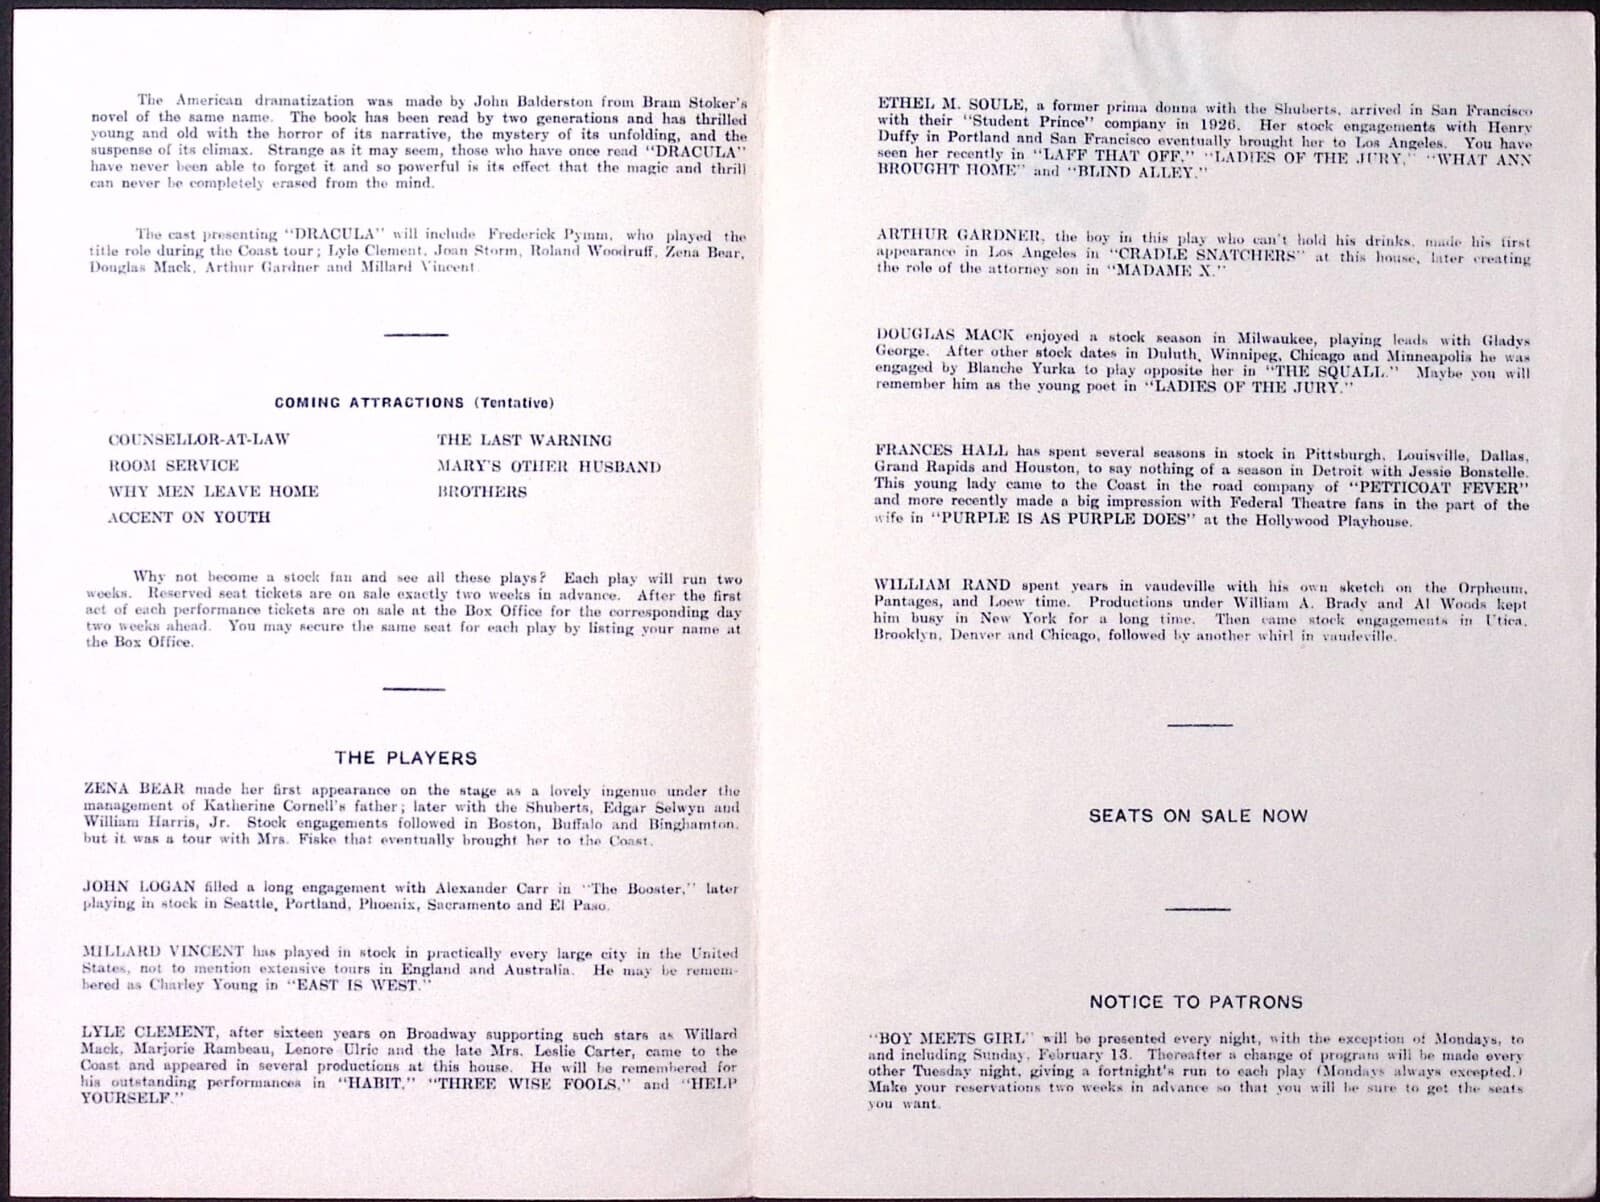 The American dramatization was made by John Balderston from Bram Stoker's
novel of the same name. The book has been read by two generations and has thrilled
young and old with the horror of its narrative, the mystery of its unfolding, and the
suspense of its climax. Strange as it may seem, those who have once read "DRACULA"
have never been able to forget it and so powerful is its effect that the magic and thrill
can never be completely erased from the mind.
The cast presenting "DRACULA" will include Frederick Pymm, who played the
title role during the Coast tour; Lyle Clement, Joan Storm, Roland Woodruff, Zena Bear,
Douglas Mack, Arthur Gardner and Millard Vincent.
COMING ATTRACTIONS (Tentative)
COUNSELLOR-AT-LAW
ROOM SERVICE
WHY MEN LEAVE HOME
ACCENT ON YOUTH
THE LAST WARNING
MARY'S OTHER HUSBAND
BROTHERS
Why not become a stock fan and see all these plays? Each play will run two
weeks. Reserved seat tickets are on sale exactly two weeks in advance. After the first
act of each performance tickets are on sale at the Box Office for the corresponding day
two weeks ahead. You may secure the same seat for each play by listing your name at
the Box Office.
THE PLAYERS
ZENA BEAR made her first appearance on the stage as a lovely ingenue under the
management of Katherine Cornell's father; later with the Shuberts, Edgar Selwyn and
William Harris, Jr. Stock engagements followed in Boston, Buffalo and Binghamton,
but it was a tour with Mrs. Fiske that eventually brought her to the Coast.
JOHN LOGAN filled a long engagement with Alexander Carr in "The Booster," later
playing in stock in Seattle, Portland, Phoenix, Sacramento and El Paso.
MILLARD VINCENT has played in stock in practically every large city in the United
States, not to mention extensive tours in England and Australia. He may be remem-
bered as Charley Young in "EAST IS WEST."
LYLE CLEMENT, after sixteen years on Broadway supporting such stars as Willard
Mack, Marjorie Rambeau, Lenore Ulric and the late Mrs. Leslie Carter, came to the
Coast and appeared in several productions at this house. He will be remembered for
his outstanding performances in "HABIT," "THREE WISE FOOLS," and "HELP
YOURSELF."
ETHEL M. SOULE, a former prima donna with the Shuberts, arrived in San Francisco
with their "Student Prince" company in 1926. Her stock engagements with Henry
Duffy in Portland and San Francisco eventually brought her to Los Angeles. You have
seen her recently in "LAFF THAT OFF," "LADIES OF THE JURY," "WHAT ANN
BROUGHT HOME" and "BLIND ALLEY."
ARTHUR GARDNER, the boy in this play who can't hold his drinks, made his first
appearance in Los Angeles in "CRADLE SNATCHERS" at this house, later creating
the role of the attorney son in "MADAME X."
DOUGLAS MACK enjoyed a stock season in Milwaukee, playing leads with Gladys
George. After other stock dates in Duluth, Winnipeg, Chicago and Minneapolis he was
engaged by Blanche Yurka to play opposite her in "THE SQUALL." Maybe you will
remember him as the young poet in "LADIES OF THE JURY."
FRANCES HALL has spent several seasons in stock in Pittsburgh, Louisville, Dallas,
Grand Rapids and Houston, to say nothing of a season in Detroit with Jessie Bonstelle.
This young lady came to the Coast in the road company of "PETTICOAT FEVER"
and more recently made a big impression with Federal Theatre fans in the part of the
wife in "PURPLE IS AS PURPLE DOES" at the Hollywood Playhouse.
WILLIAM RAND spent years in vaudeville with his own sketch on the Orpheum,
Pantages, and Loew time. Productions under William A. Brady and Al Woods kept
him busy in New York for a long time. Then came stock engagements in Utica,
Brooklyn, Denver and Chicago, followed by another whirl in vaudeville.
SEATS ON SALE NOW
NOTICE TO PATRONS
"BOY MEETS GIRL" will be presented every night, with the exception of Mondays, to
and including Sunday, February 13. Thereafter a change of program will be made every
other Tuesday night, giving a fortnight's run to each play (Mondays always excepted.)
Make your reservations two weeks in advance so that you will be sure to get the seats
you want.